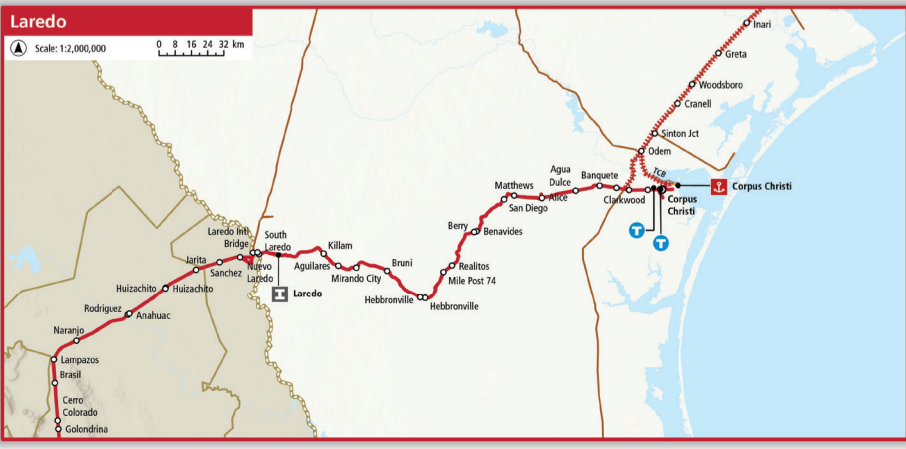 Laredo
Scale: 1:2,000,000
0 8 16 24 32 km
Inari
Greta
Woodsboro
Cranell
Sinton Jct
Odem
TCB
Corpus Christi
Agua
Dulce
Banquete
Matthews
Alice
San Diego
Clarkwood
Corpus
Christi
T
T
Berry
Benavides
Laredo Intl
Bridge
South
Laredo
Killam
Jarita
Sanchez
Nuevo
Laredo
Aguilares
Mirando City
Bruni
Realitos
Mile Post 74
Huizachito
Huizachito
Laredo
Hebbronville
Hebbronville
Rodriguez
Anahuac
Naranjo
Lampazos
Brasil
Cerro
Colorado
Golondrina